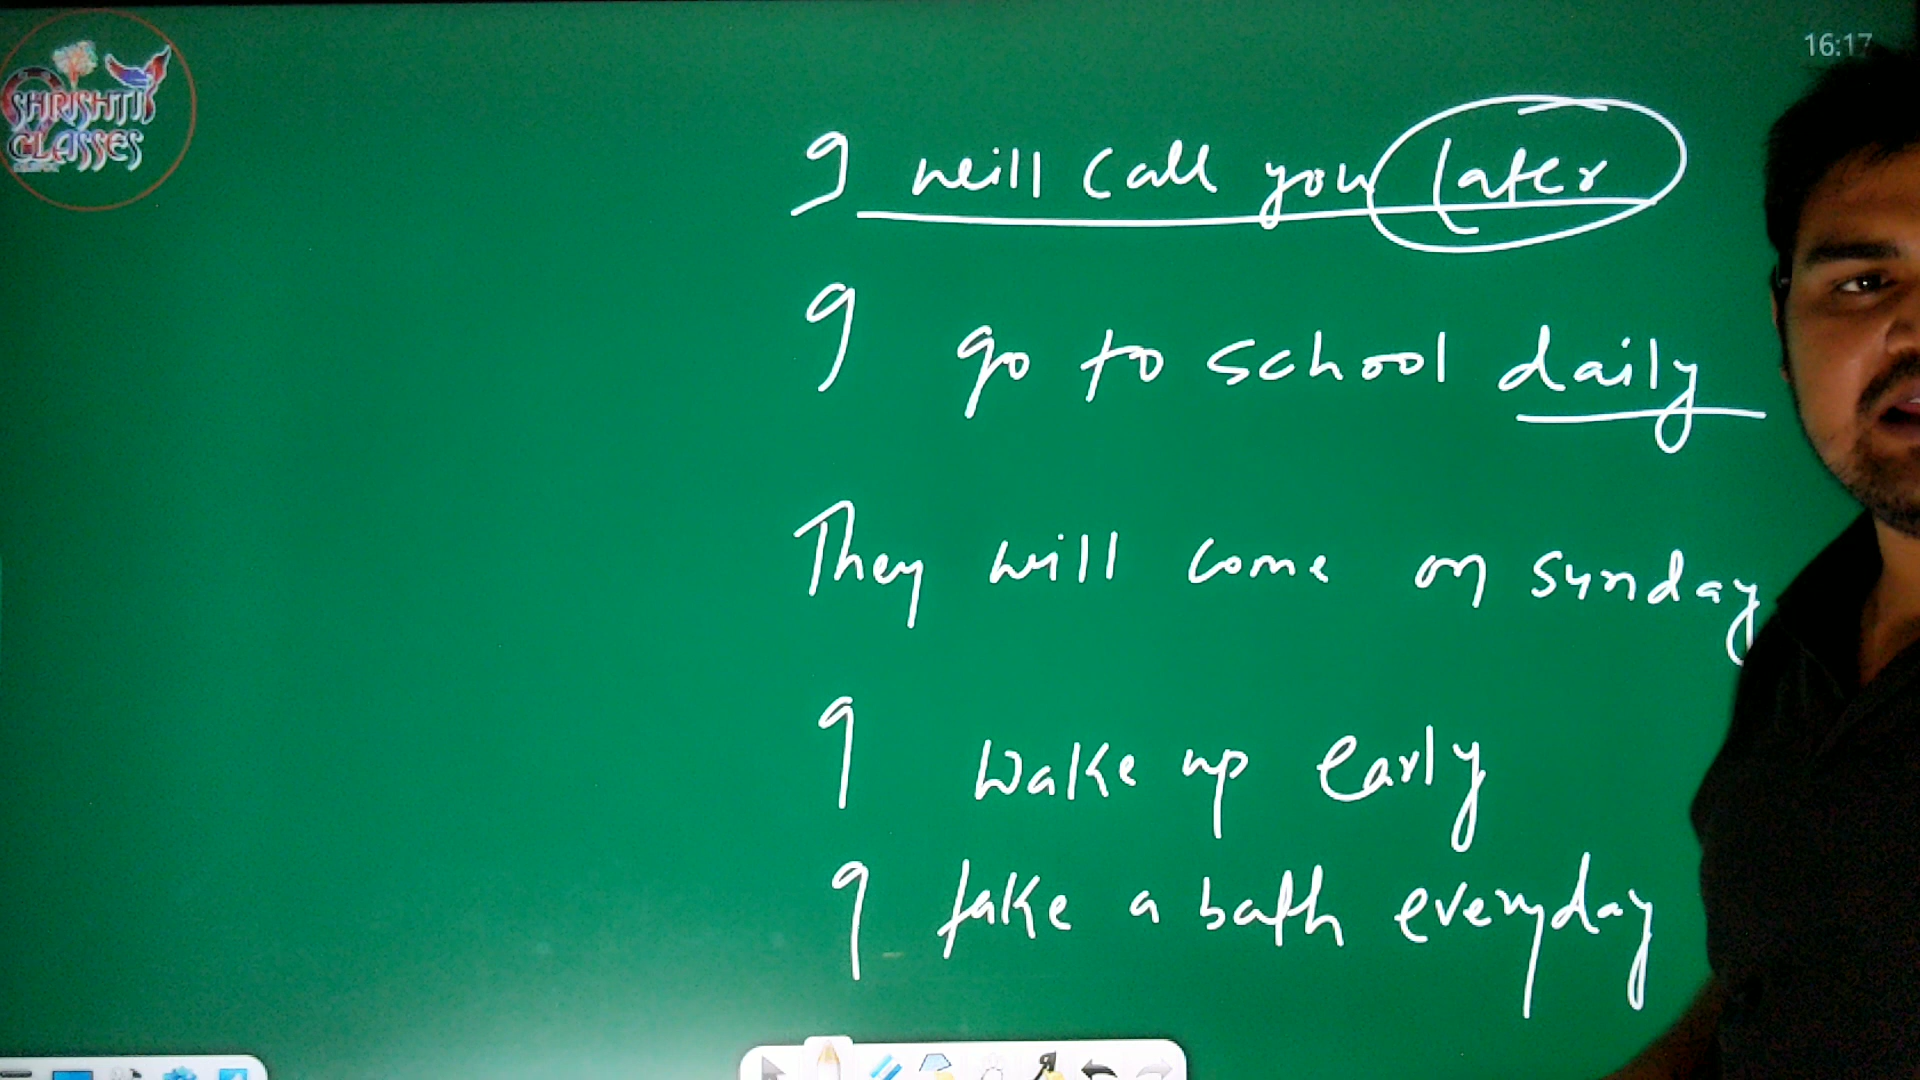 SHRISHTI
CLASSES
16:17
I will call you later
I go to school daily
They will come on sunday
I wake up early
I take a bath everyday